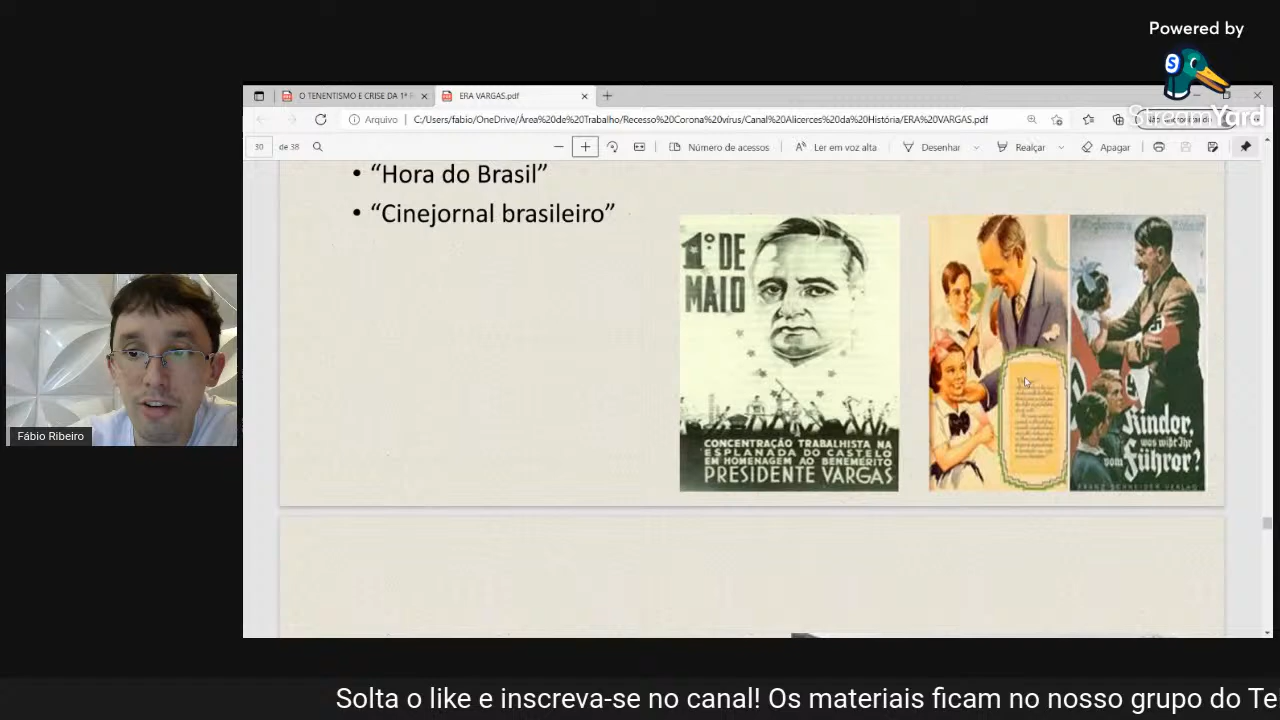 Powered by
StreamYard
O TENENTISMO E CRISE DA 1ª
ERA VARGAS.pdf
Arquivo
C:/Users/fabio/OneDrive/Área%20de%20Trabalho/Recesso%20Corona%20vírus/Canal%20Alicerces%20da%20História/ERA%20VARGAS.pdf
30 de 38
Número de acessos
Ler em voz alta
Desenhar
Realçar
Apagar
• “Hora do Brasil”
• “Cinejornal brasileiro”
1º DE
MAIO
CONCENTRAÇÃO TRABALHISTA NA
ESPLANADA DO CASTELO
EM HOMENAGEM AO BENEMERITO
PRESIDENTE VARGAS
Kinder,
was wißt Ihr
vom Führer?
FRANZ SCHNEIDER VERLAG
Fábio Ribeiro
Solta o like e inscreva-se no canal! Os materiais ficam no nosso grupo do Te